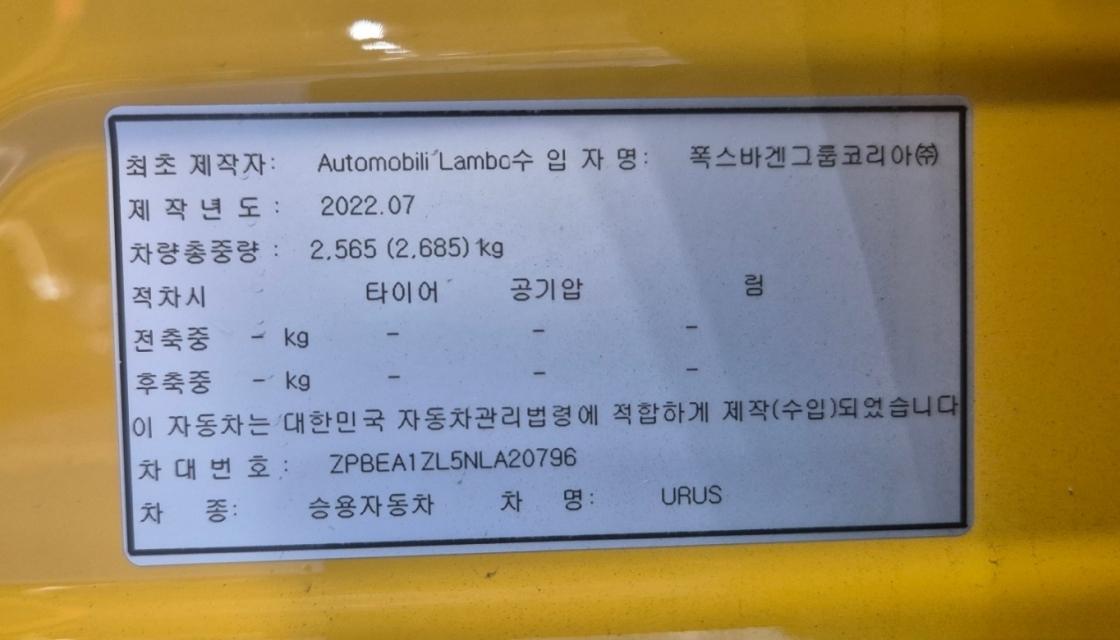 최초 제작자: Automobili Lambo수 입 자 명: 폭스바겐그룹코리아㈜
제 작 년 도 : 2022.07
차량총중량 : 2.565 (2.685) kg
적차시 타이어 공기압 림
전축중 - kg - - -
후축중 - kg - - -
이 자동차는 대한민국 자동차관리법령에 적합하게 제작(수입)되었습니다
차 대 번 호 : ZPBEA1ZL5NLA20796
차 종: 승용자동차 차 명: URUS